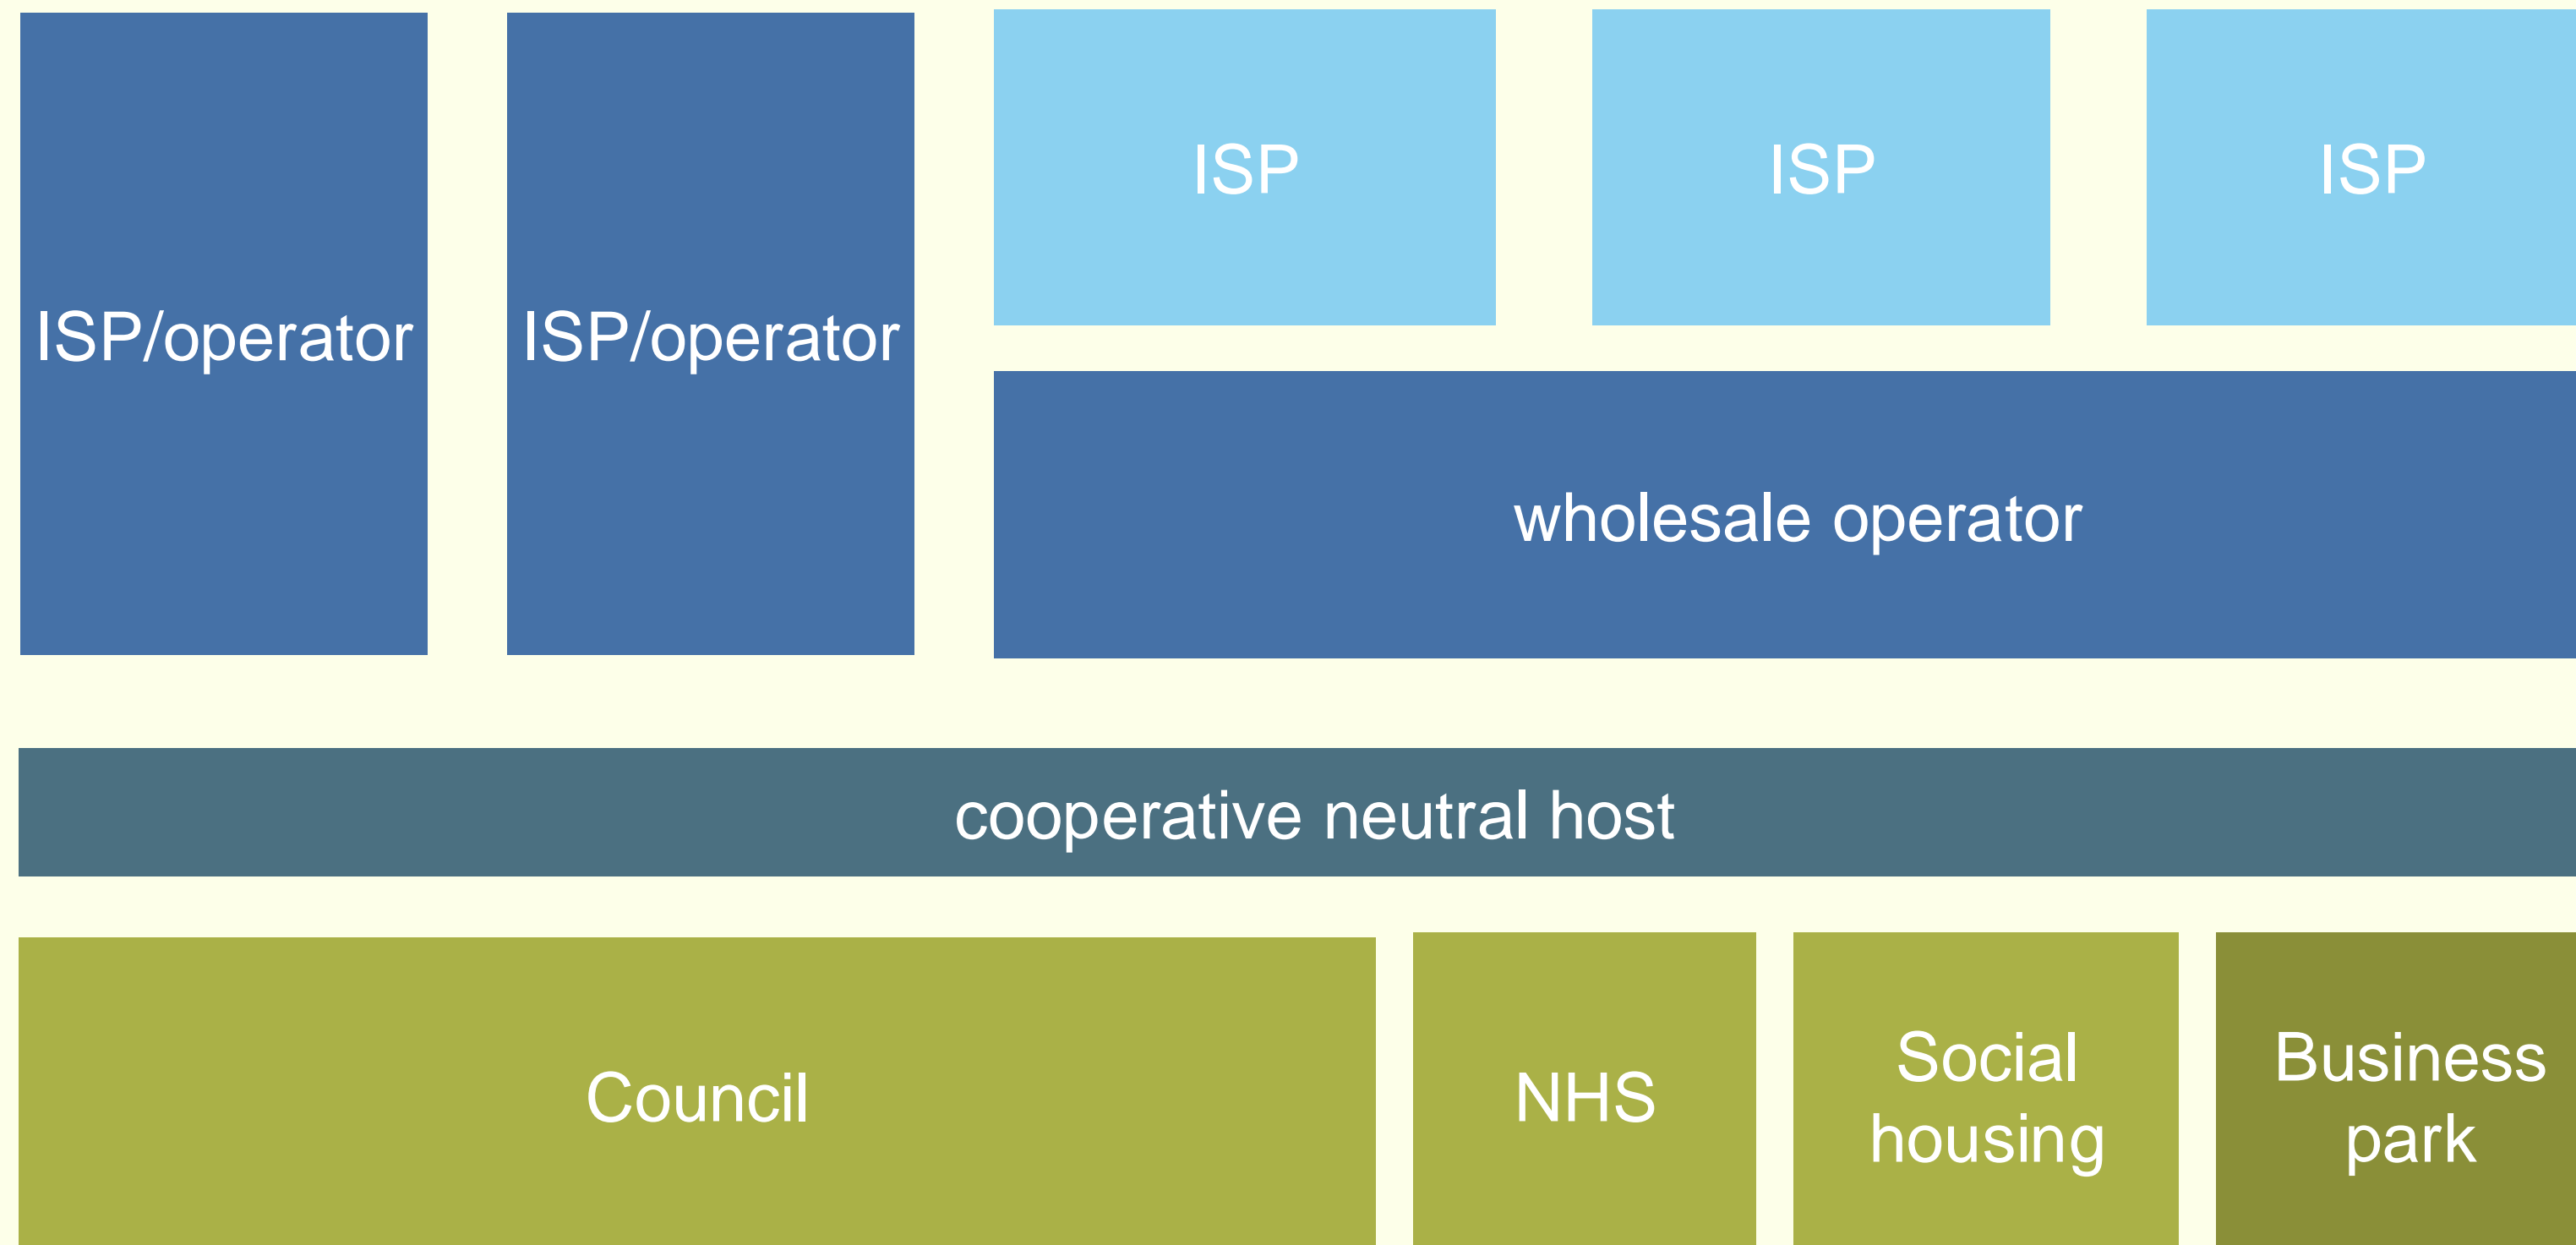 ISP/operator
ISP/operator
ISP
ISP
ISP
wholesale operator
cooperative neutral host
Council
NHS
Social
housing
Business
park